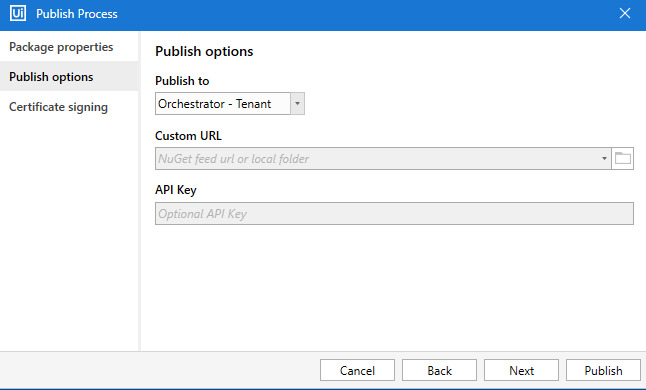 Ui Publish Process
Package properties
Publish options
Certificate signing
Publish options
Publish to
Orchestrator - Tenant
Custom URL
NuGet feed url or local folder
API Key
Optional API Key
Cancel Back Next Publish